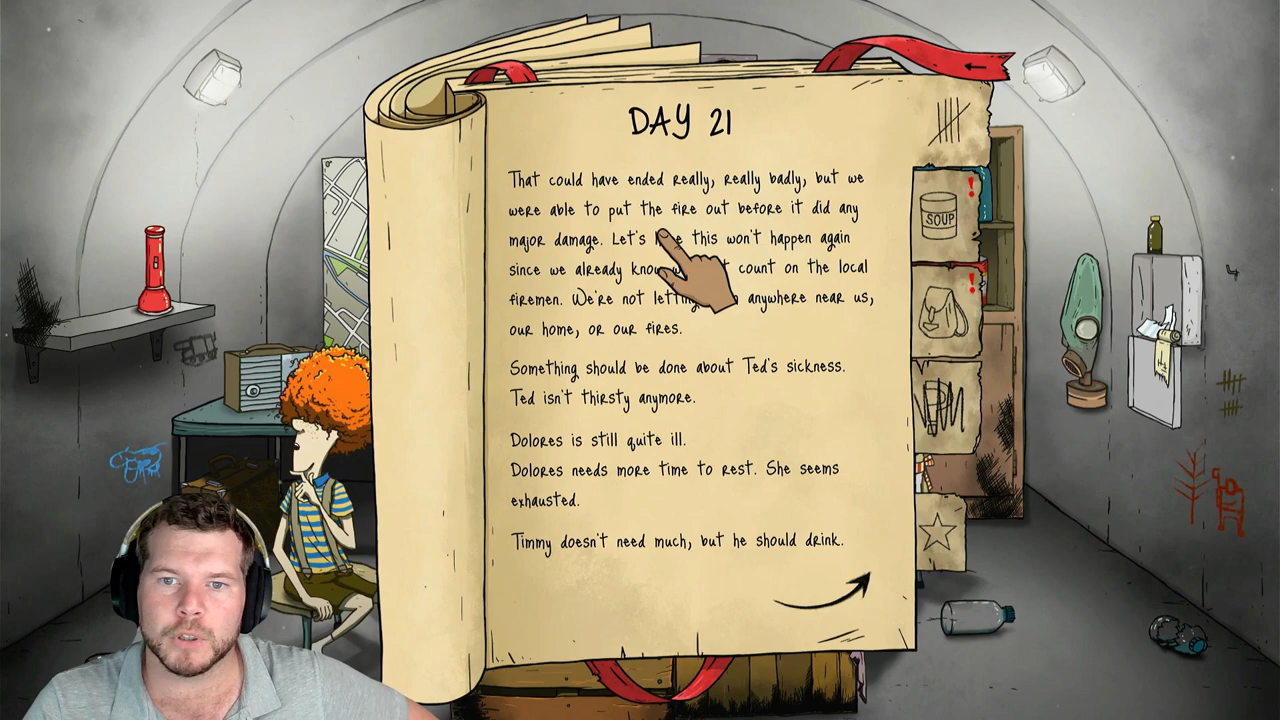 DAY 21
That could have ended really, really badly, but we
were able to put the fire out before it did any
major damage. Let's this won't happen again
since we already count on the local
firemen. We're not anywhere near us,
our home, or our fires.
Something should be done about Ted's sickness.
Ted isn't thirsty anymore.
Dolores is still quite ill.
Dolores needs more time to rest. She seems
exhausted.
Timmy doesn't need much, but he should drink.
!
SOUP
!